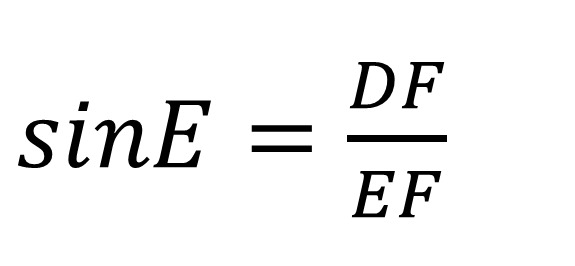 sinE = DF/EF